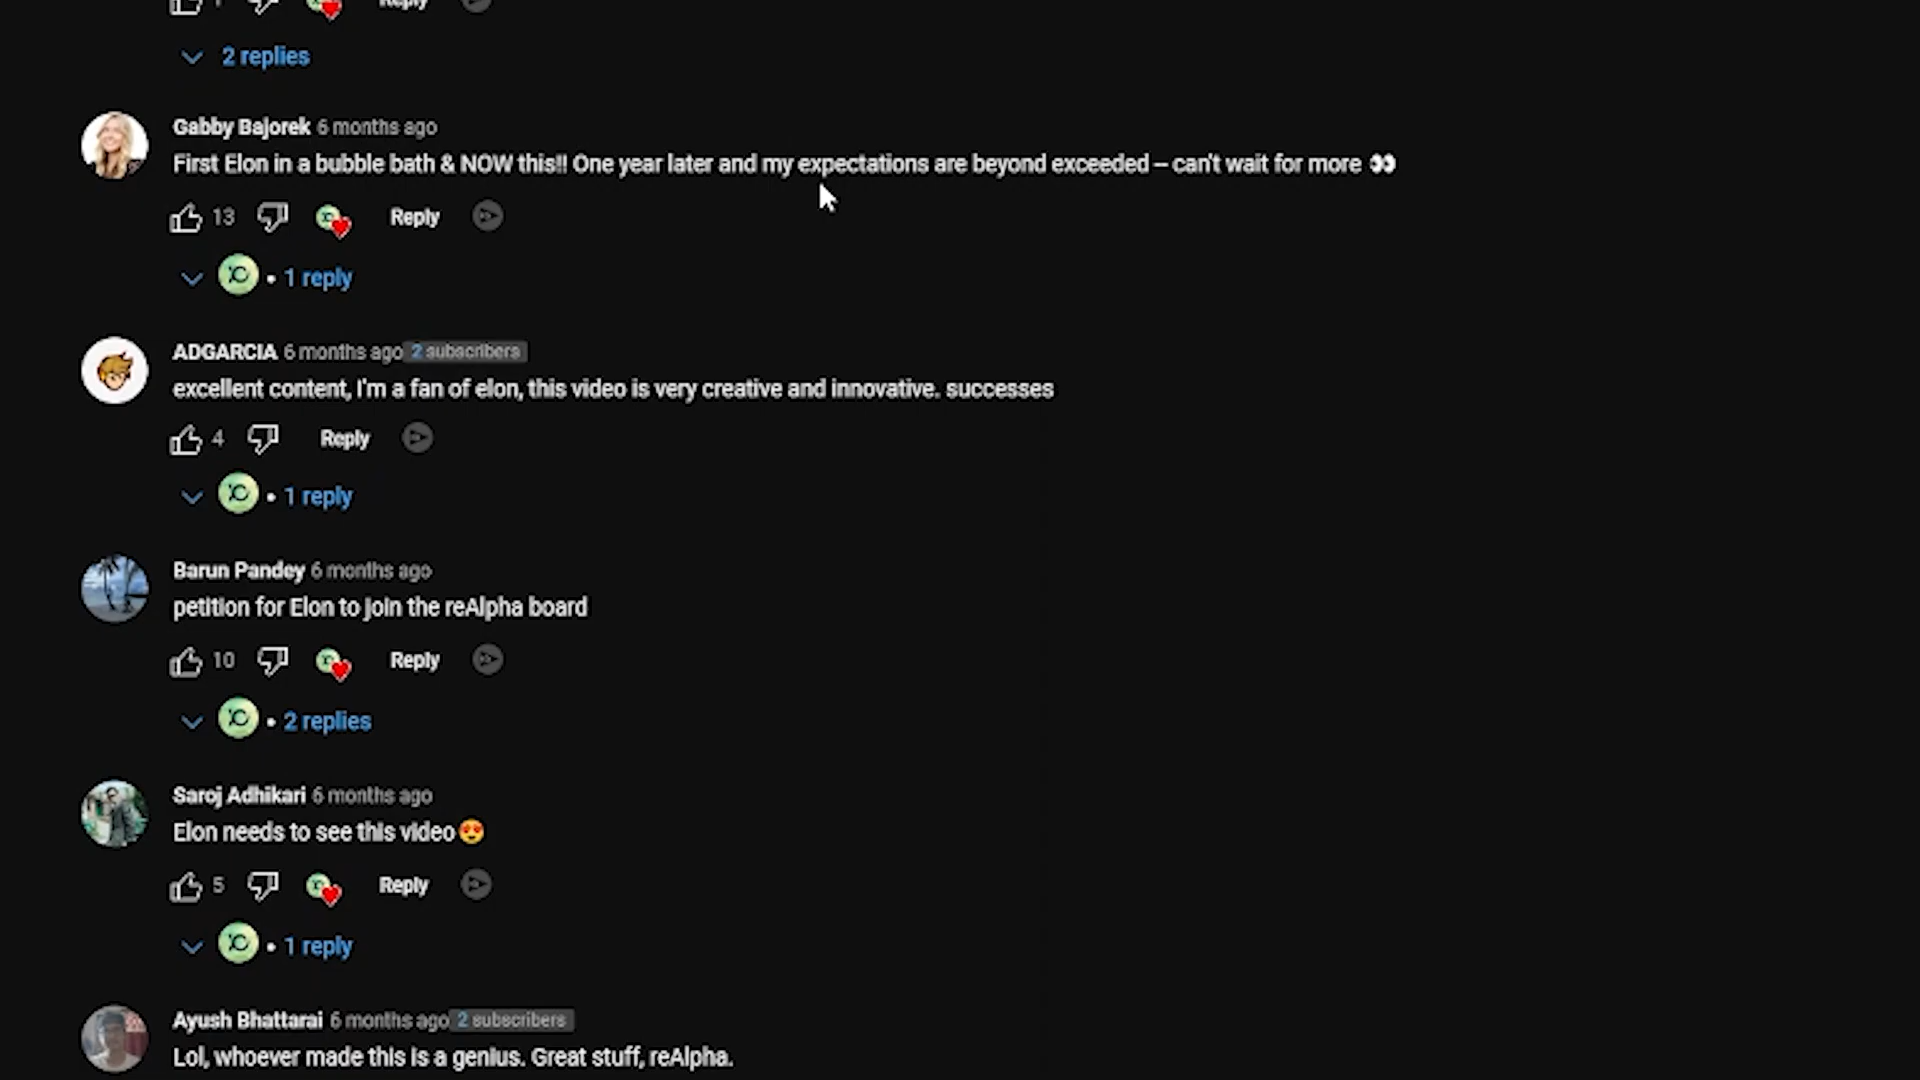 Reply
2 replies
Gabby Bajorek 6 months ago
First Elon in a bubble bath & NOW this!! One year later and my expectations are beyond exceeded – can't wait for more 👀
13 Reply
• 1 reply
ADGARCIA 6 months ago 2 subscribers
excellent content, I'm a fan of elon, this video is very creative and innovative. successes
4 Reply
• 1 reply
Barun Pandey 6 months ago
petition for Elon to join the reAlpha board
10 Reply
• 2 replies
Saroj Adhikari 6 months ago
Elon needs to see this video😍
5 Reply
• 1 reply
Ayush Bhattarai 6 months ago 2 subscribers
Lol, whoever made this is a genius. Great stuff, reAlpha.